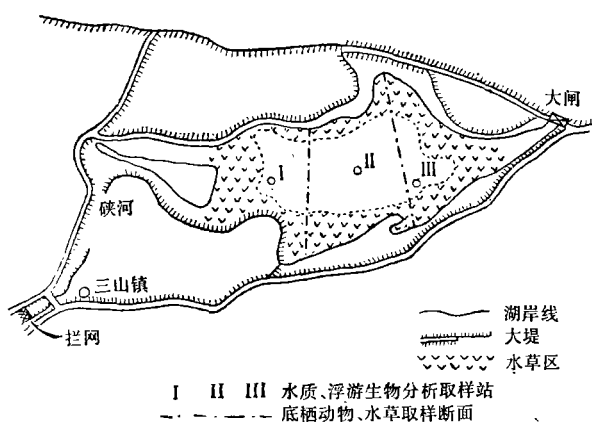 大闸
I
II
III
硖河
三山镇
拦网
湖岸线
大堤
水草区
I II III 水质、浮游生物分析取样站
底栖动物、水草取样断面